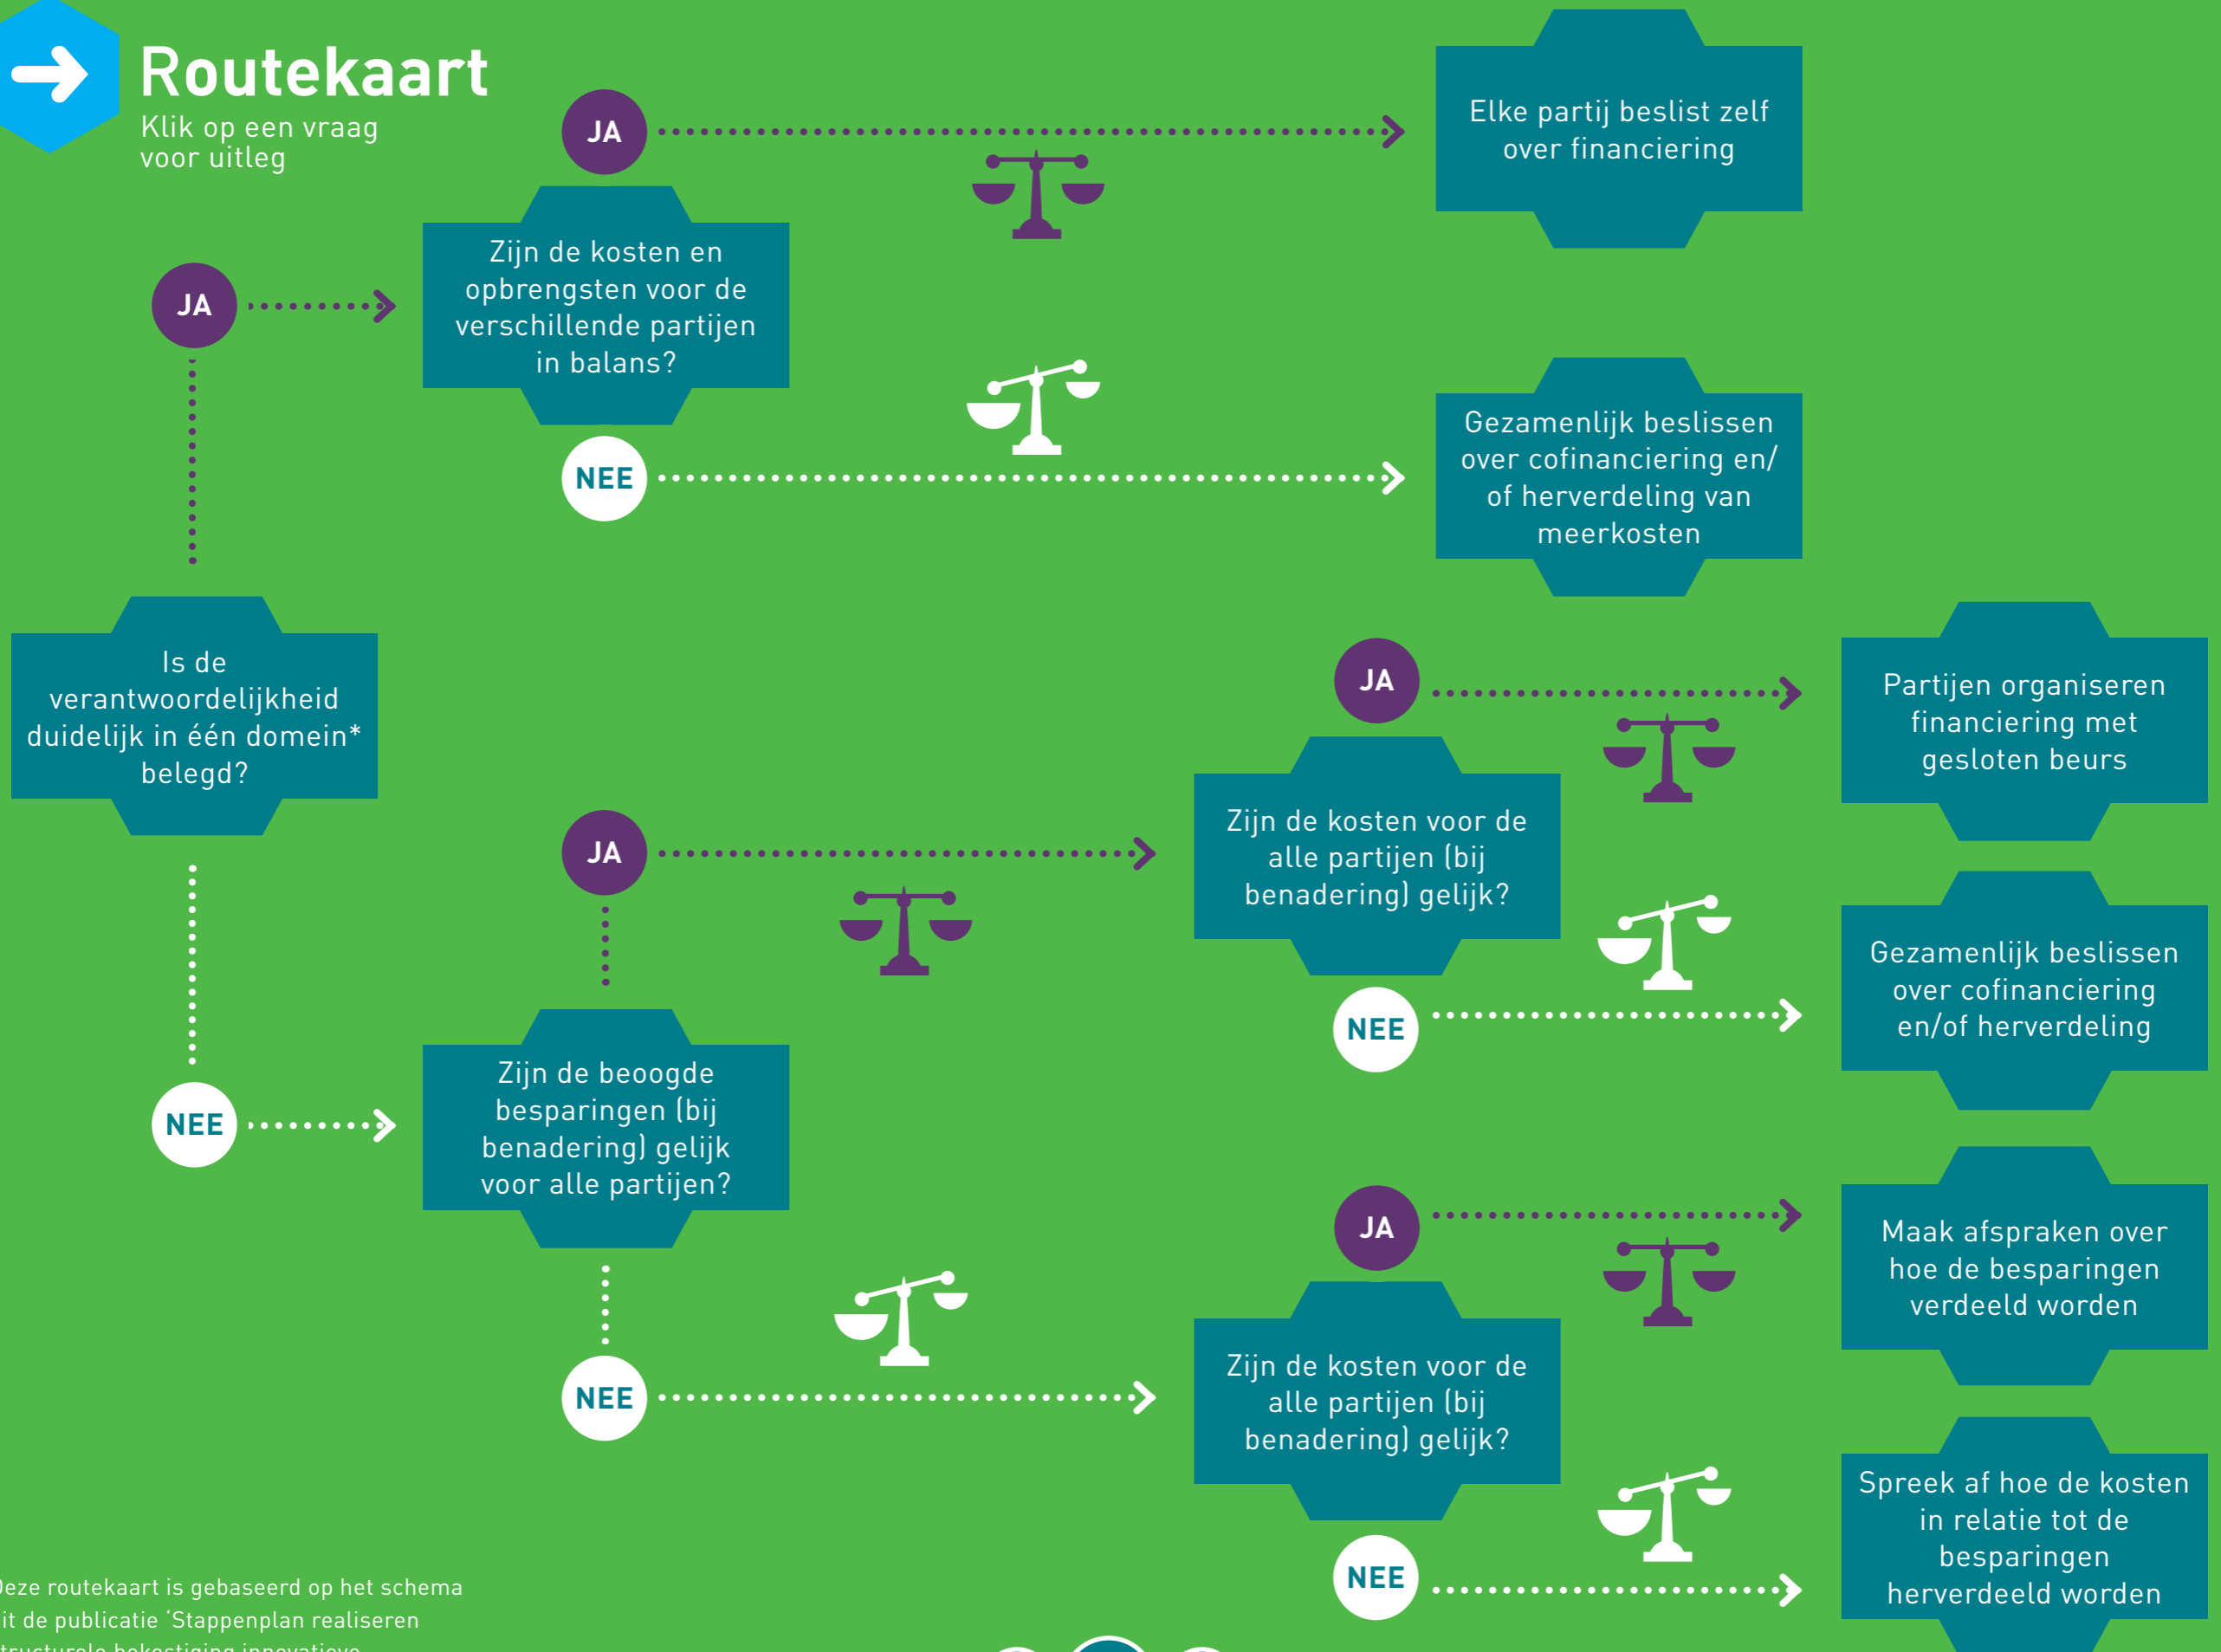 Routekaart
Klik op een vraag
voor uitleg
JA
Elke partij beslist zelf
over financiering
Zijn de kosten en
opbrengsten voor de
verschillende partijen
in balans?
JA
NEE
Gezamenlijk beslissen
over cofinanciering en/
of herverdeling van
meerkosten
Is de
verantwoordelijkheid
duidelijk in één domein*
belegd?
JA
Partijen organiseren
financiering met
gesloten beurs
Zijn de kosten voor de
alle partijen (bij
benadering) gelijk?
JA
NEE
Gezamenlijk beslissen
over cofinanciering
en/of herverdeling
NEE
Zijn de beoogde
besparingen (bij
benadering) gelijk
voor alle partijen?
JA
Maak afspraken over
hoe de besparingen
verdeeld worden
NEE
Zijn de kosten voor de
alle partijen (bij
benadering) gelijk?
NEE
Spreek af hoe de kosten
in relatie tot de
besparingen
herverdeeld worden
Deze routekaart is gebaseerd op het schema
uit de publicatie ‘Stappenplan realiseren